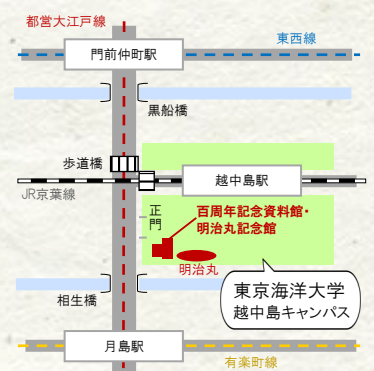 都営大江戸線
東西線
門前仲町駅
黒船橋
歩道橋
越中島駅
JR京葉線
正門
百周年記念資料館・
明治丸記念館
明治丸
東京海洋大学
越中島キャンパス
相生橋
月島駅
有楽町線